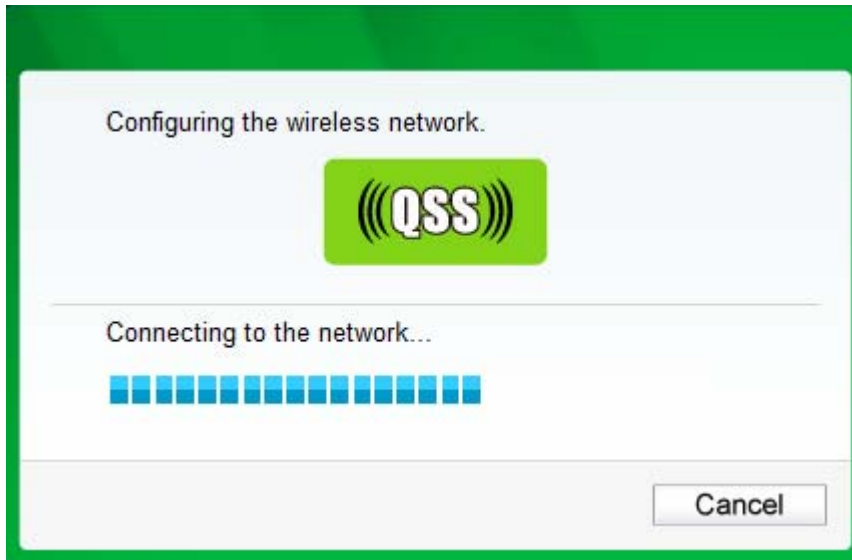 Configuring the wireless network.
(((QSS)))
Connecting to the network...
Cancel